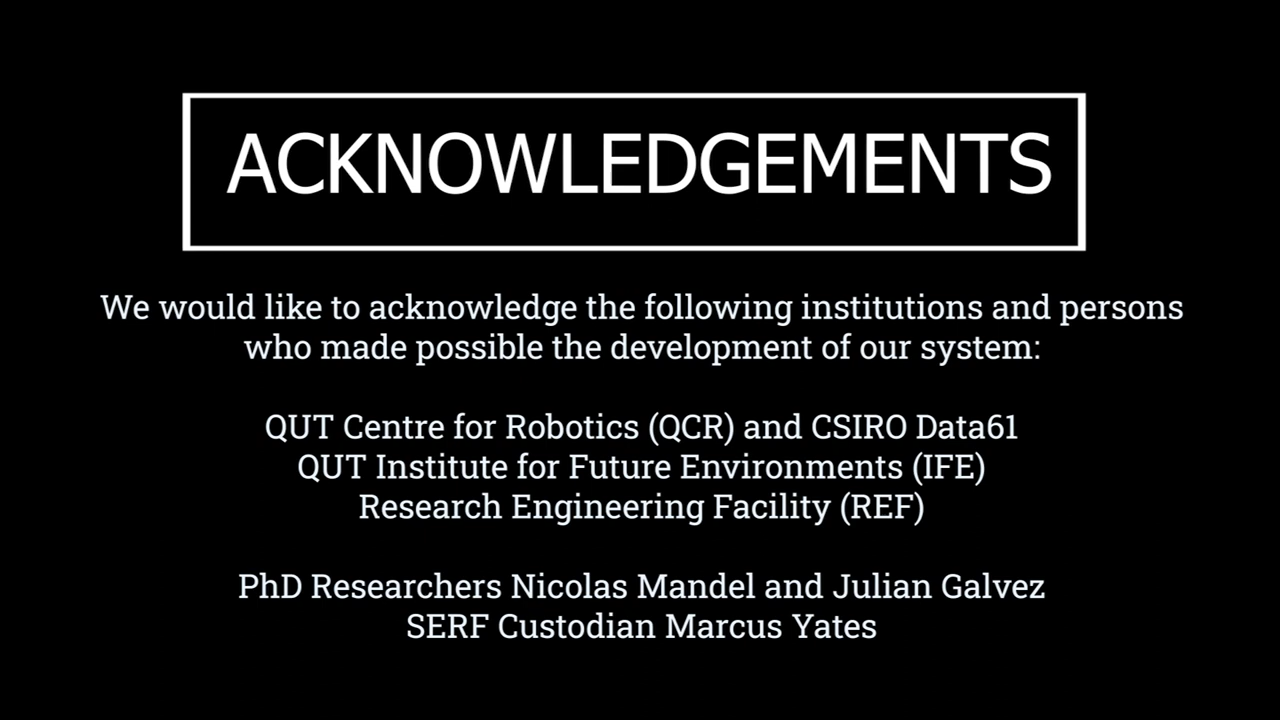 ACKNOWLEDGEMENTS
We would like to acknowledge the following institutions and persons
who made possible the development of our system:
QUT Centre for Robotics (QCR) and CSIRO Data61
QUT Institute for Future Environments (IFE)
Research Engineering Facility (REF)
PhD Researchers Nicolas Mandel and Julian Galvez
SERF Custodian Marcus Yates